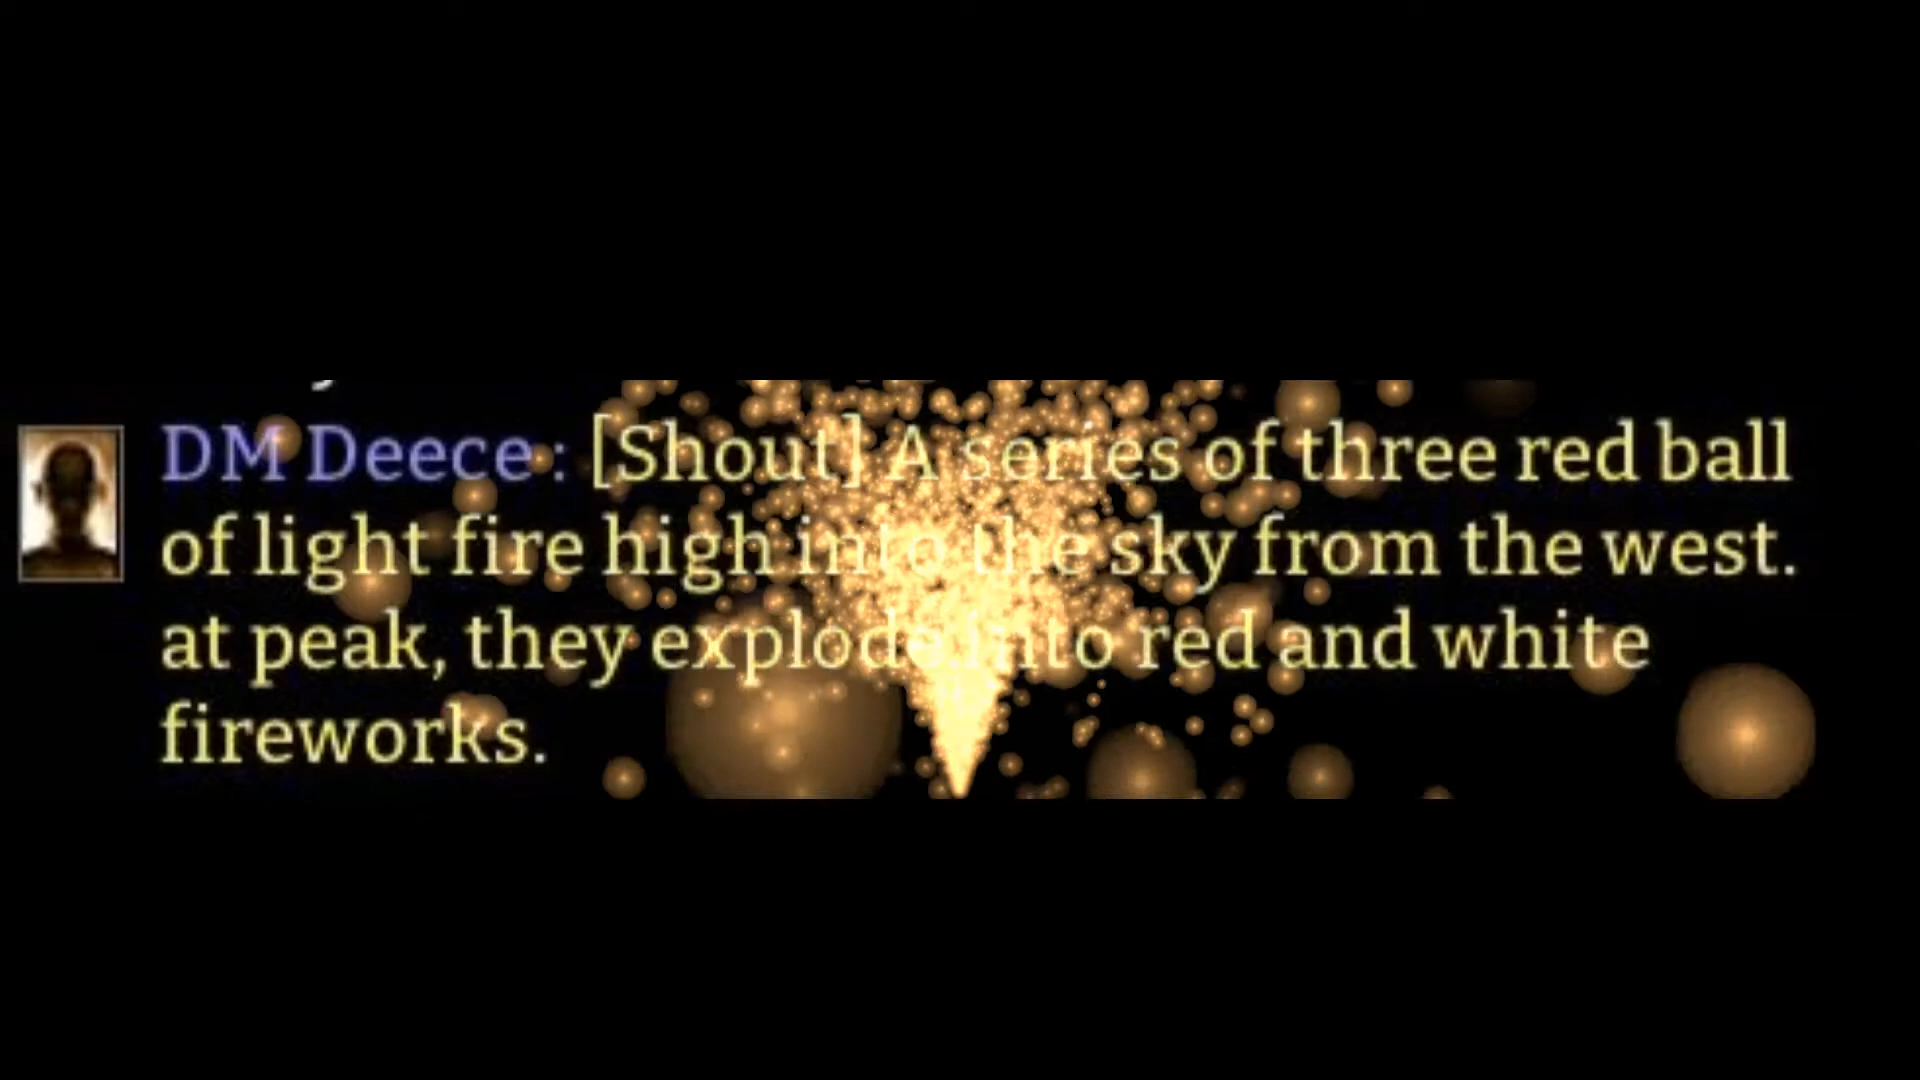 DM Deece : [Shout] A series of three red ball
of light fire high into the sky from the west.
at peak, they explode into red and white
fireworks.